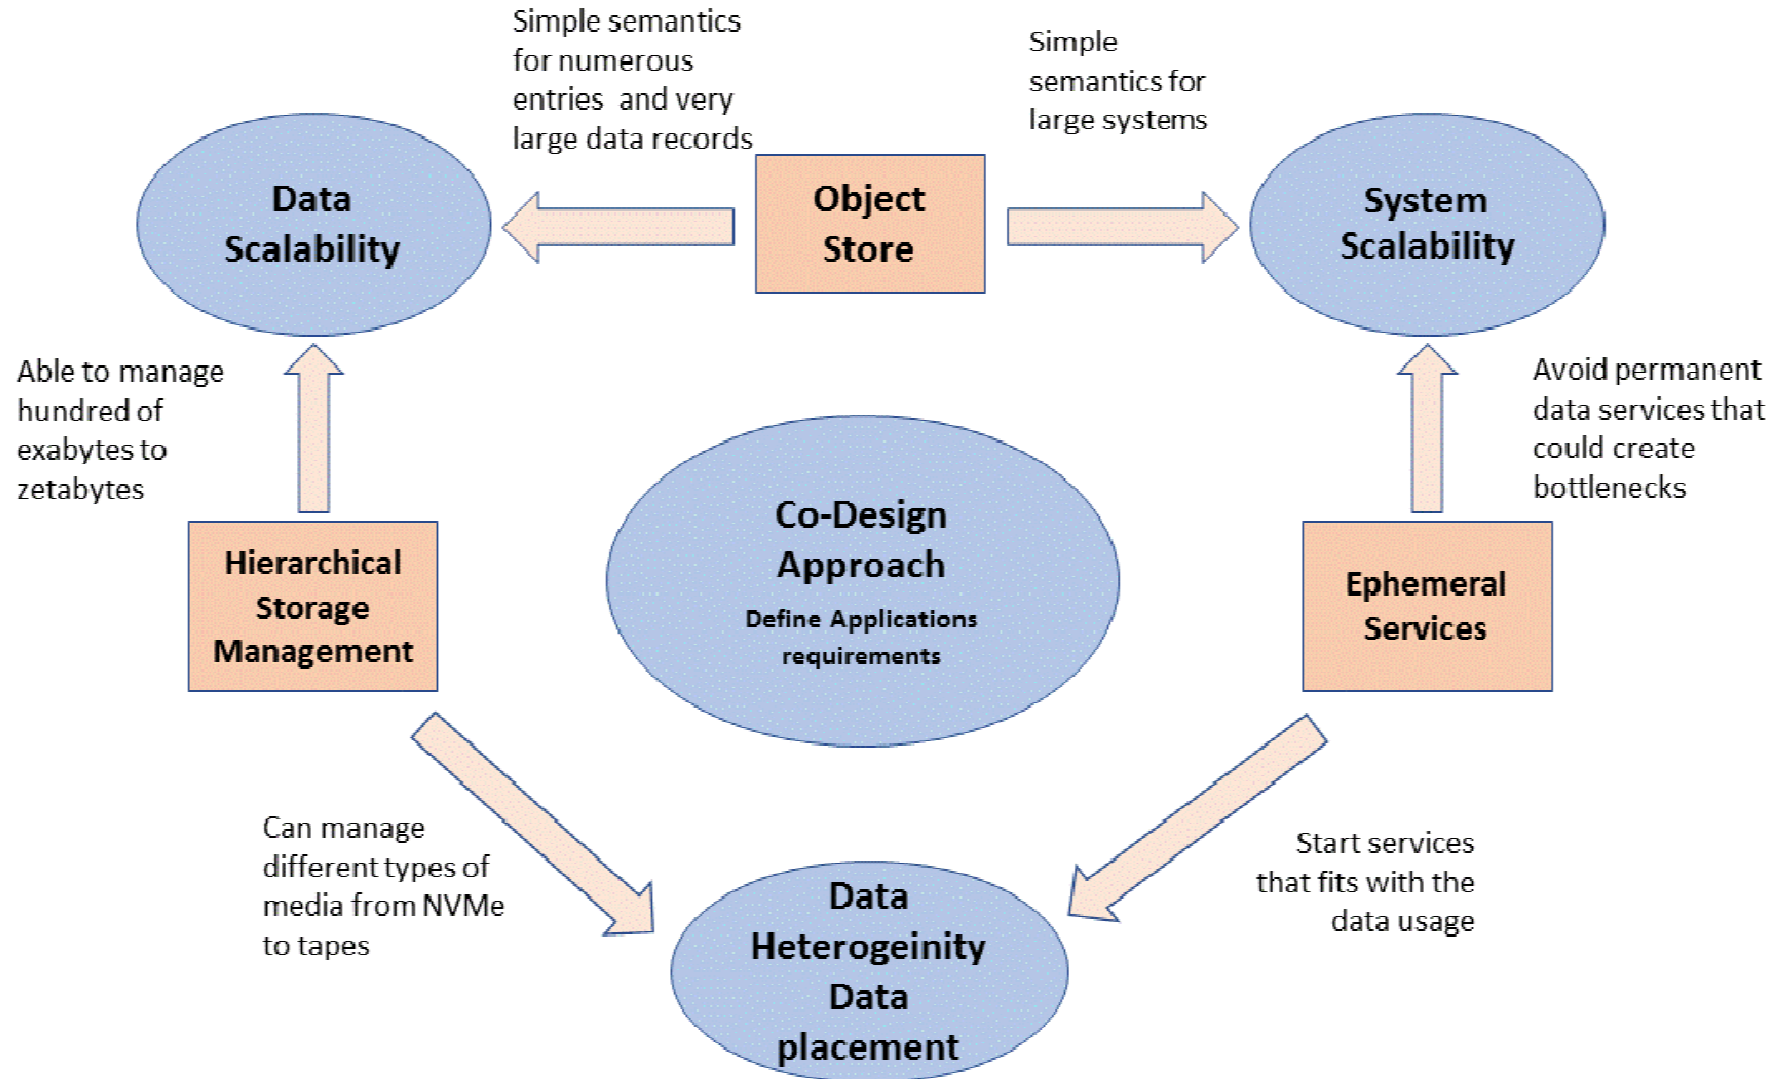 Simple semantics
for numerous
entries and very
large data records
Simple
semantics for
large systems
Data
Scalability
Object
Store
System
Scalability
Able to manage
hundred of
exabytes to
zetabytes
Avoid permanent
data services that
could create
bottlenecks
Co-Design
Approach
Define Applications
requirements
Hierarchical
Storage
Management
Ephemeral
Services
Can manage
different types of
media from NVMe
to tapes
Start services
that fits with the
data usage
Data
Heterogeinity
Data
placement